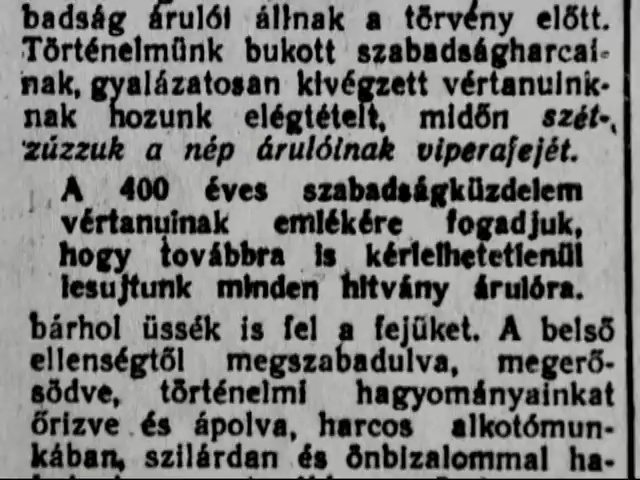 badság árulói állnak a törvény előtt.
Történelmünk bukott szabadságharcai-
nak, gyalázatosan kivégzett vértanuink-
nak hozunk elégtételt, midőn szét-
zúzzuk a nép árulóinak viperafejét.
A 400 éves szabadságküzdelem
vértanuinak emlékére fogadjuk,
hogy továbbra is kérlelhetetlenül
lesujtunk minden hitvány árulóra.
bárhol üssék is fel a fejüket. A belső
ellenségtől megszabadulva, megerő-
södve, történelmi hagyományainkat
őrizve és ápolva, harcos alkotómun-
kában, szilárdan és önbizalommal ha-